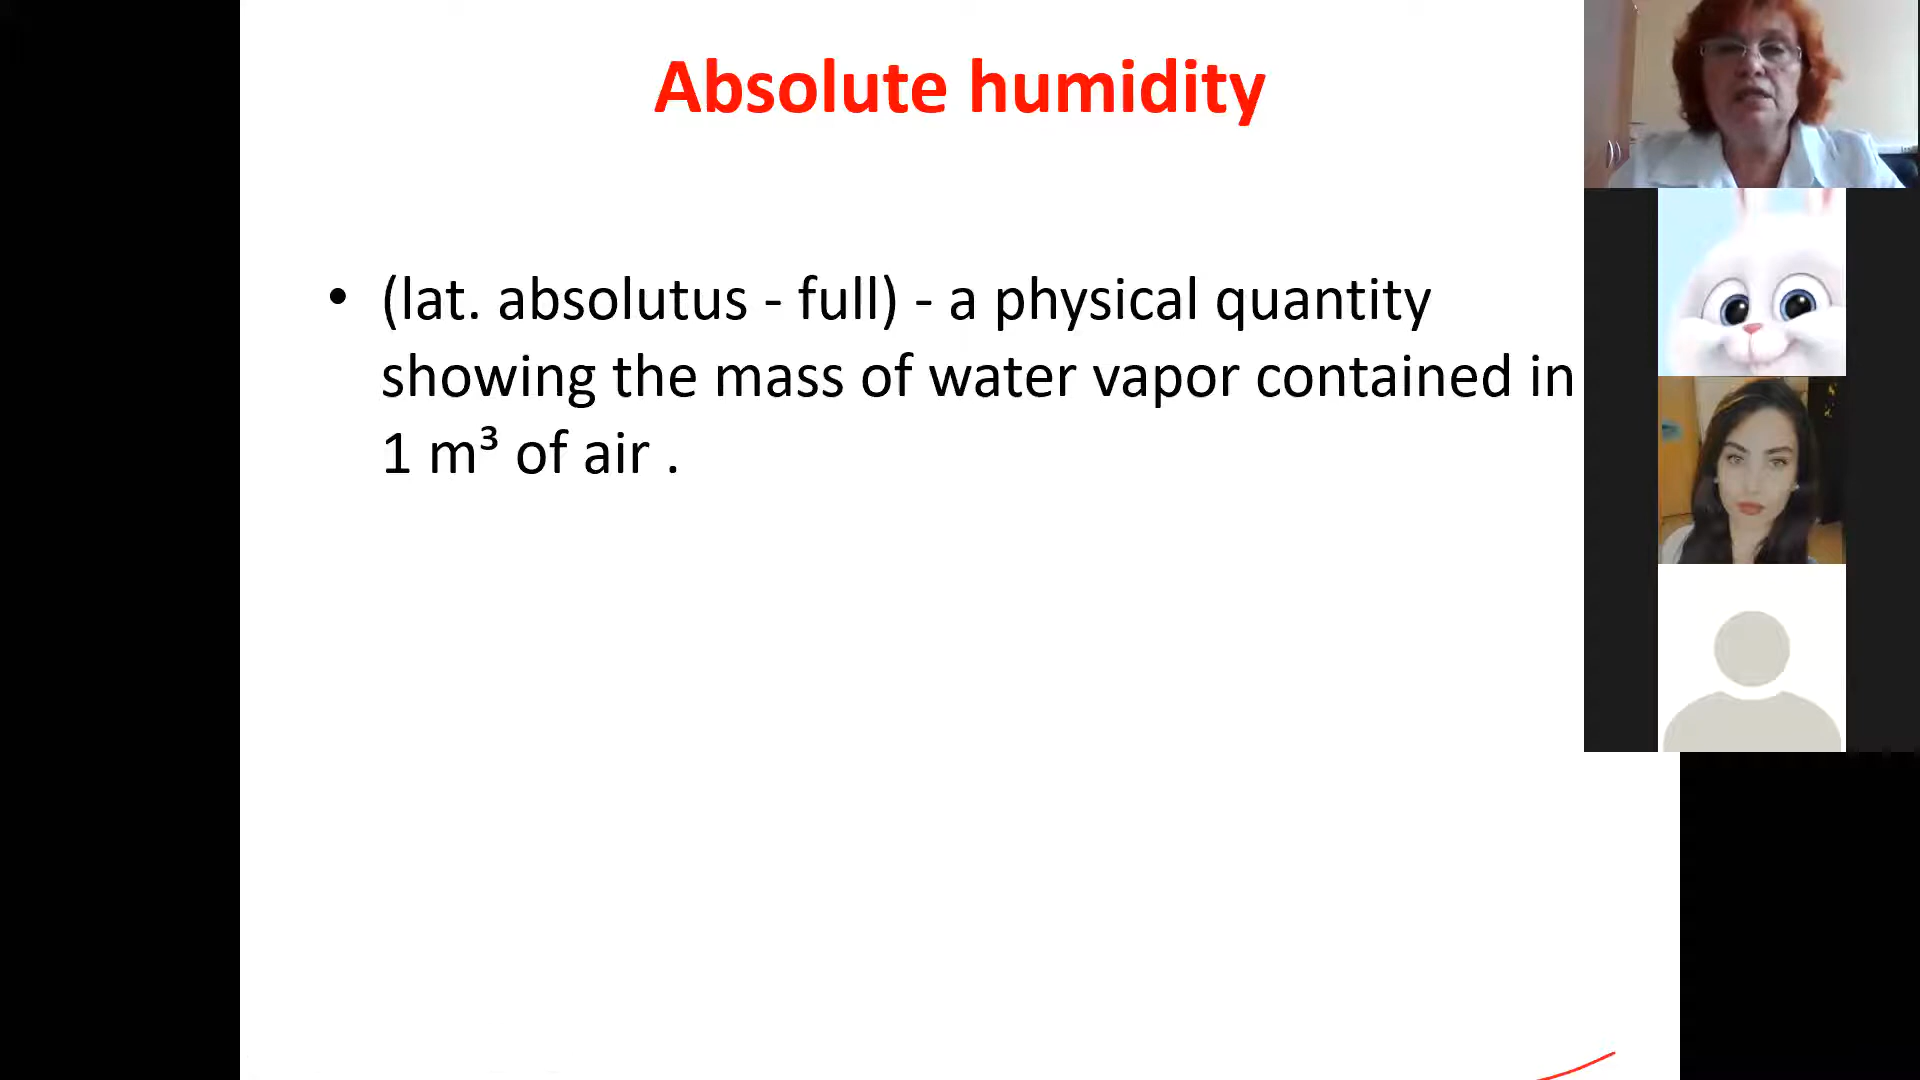 Absolute humidity
• (lat. absolutus - full) - a physical quantity
showing the mass of water vapor contained in
1 m³ of air .